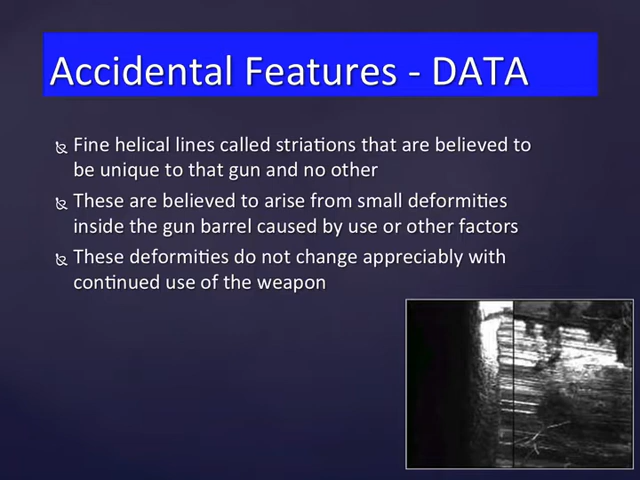 Accidental Features - DATA
Fine helical lines called striations that are believed to
be unique to that gun and no other
These are believed to arise from small deformities
inside the gun barrel caused by use or other factors
These deformities do not change appreciably with
continued use of the weapon